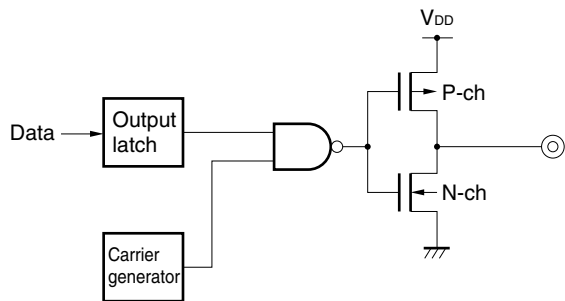 VDD
P-ch
Data
Output
latch
N-ch
Carrier
generator